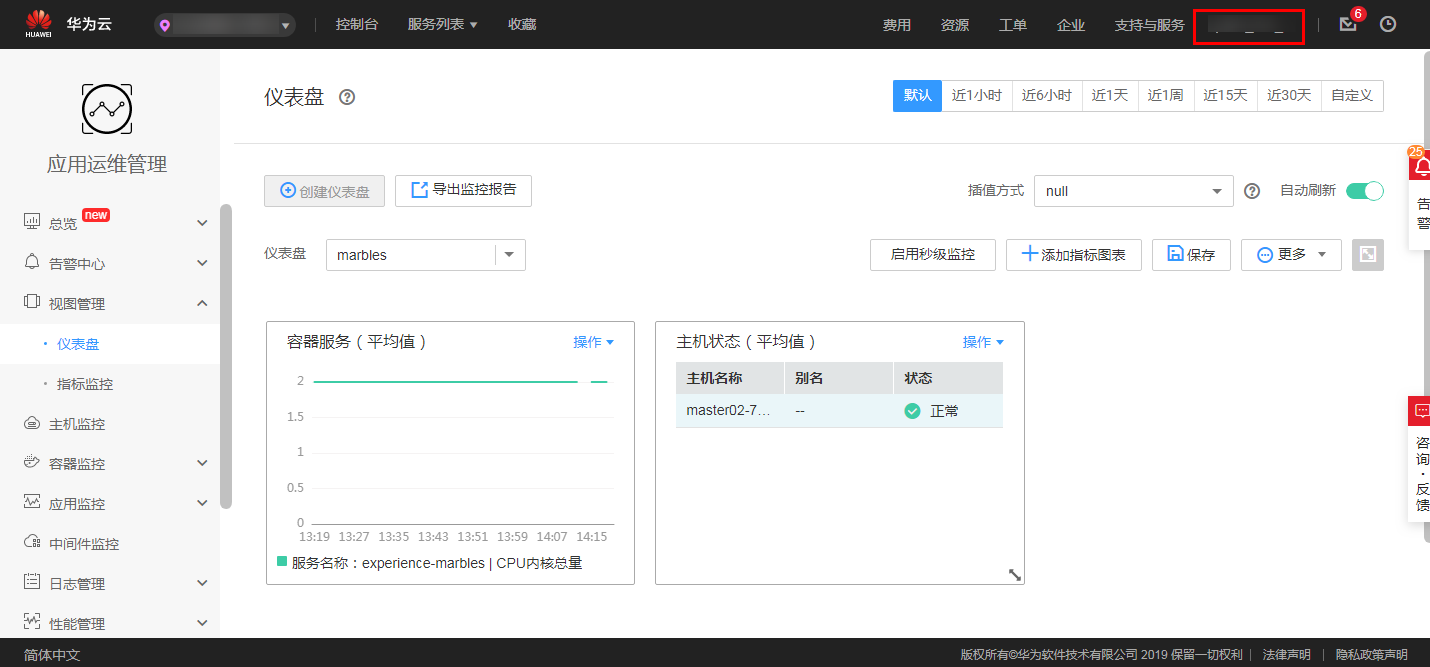 HUAWEI 华为云 控制台 服务列表 收藏 费用 资源 工单 企业 支持与服务 6
应用运维管理
总览 new
告警中心
视图管理
仪表盘
指标监控
主机监控
容器监控
应用监控
中间件监控
日志管理
性能管理
仪表盘 ? 默认 近1小时 近6小时 近1天 近1周 近15天 近30天 自定义
创建仪表盘 导出监控报告 插值方式 null ? 自动刷新
仪表盘 marbles 启用秒级监控 添加指标图表 保存 更多
容器服务（平均值） 操作
2
1.5
1
0.5
0
13:19 13:27 13:35 13:43 13:51 13:59 14:07 14:15
服务名称：experience-marbles | CPU内核总量
主机状态（平均值） 操作
主机名称 别名 状态
master02-7... -- 正常
25
告
警
咨
询
·
反
馈
简体中文 版权所有©华为软件技术有限公司 2019 保留一切权利 | 法律声明 | 隐私政策声明